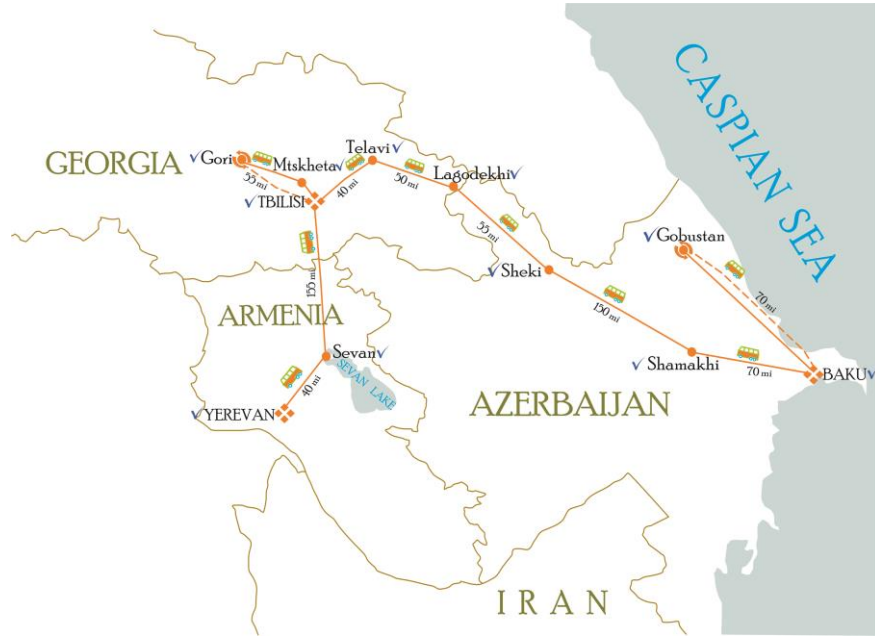 CASPIAN SEA
GEORGIA
Gori
Mtskheta
Telavi
Lagodekhi
55 mi
40 mi
50 mi
TBILISI
55 mi
Gobustan
Sheki
70 mi
155 mi
150 mi
ARMENIA
Sevan
Shamakhi
70 mi
BAKU
SEVAN LAKE
40 mi
YEREVAN
AZERBAIJAN
IRAN